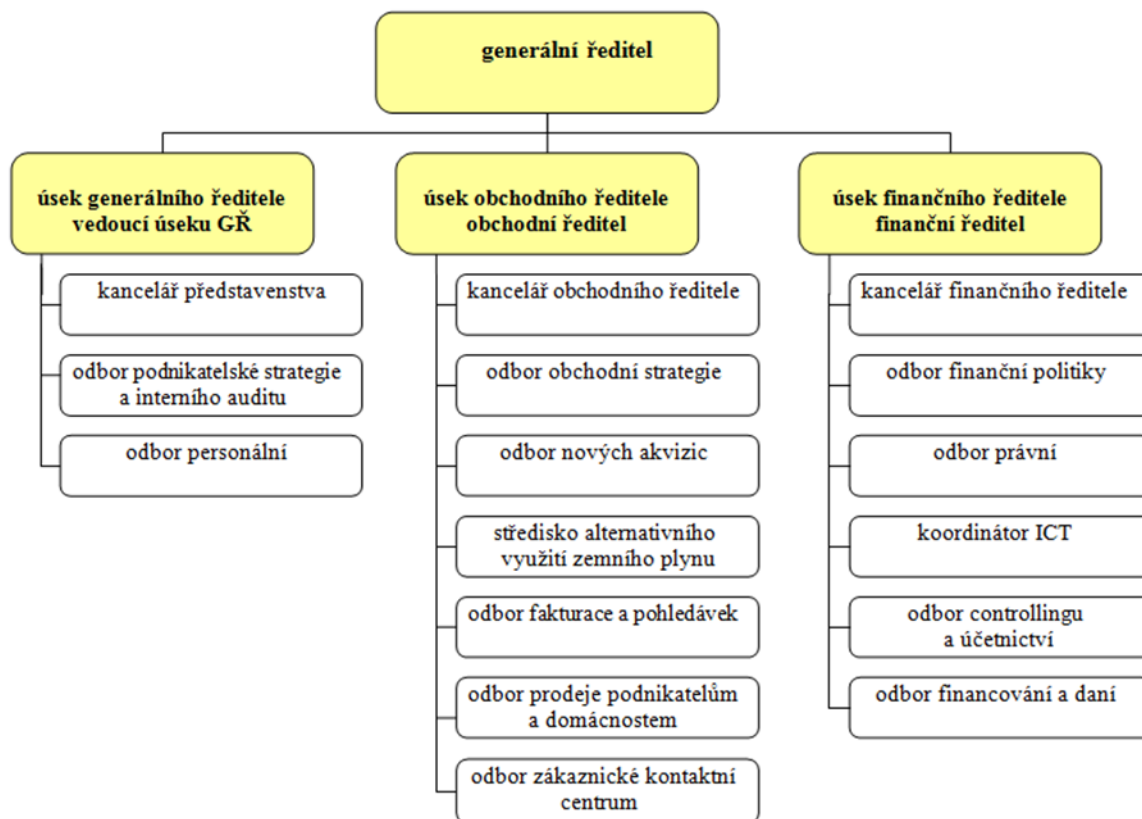 generální ředitel
úsek generálního ředitele
vedoucí úseku GŘ
kancelář představenstva
odbor podnikatelské strategie
a interního auditu
odbor personální
úsek obchodního ředitele
obchodní ředitel
kancelář obchodního ředitele
odbor obchodní strategie
odbor nových akvizic
středisko alternativního
využití zemního plynu
odbor fakturace a pohledávek
odbor prodeje podnikatelům
a domácnostem
odbor zákaznické kontaktní
centrum
úsek finančního ředitele
finanční ředitel
kancelář finančního ředitele
odbor finanční politiky
odbor právní
koordinátor ICT
odbor controllingu
a účetnictví
odbor financování a daní